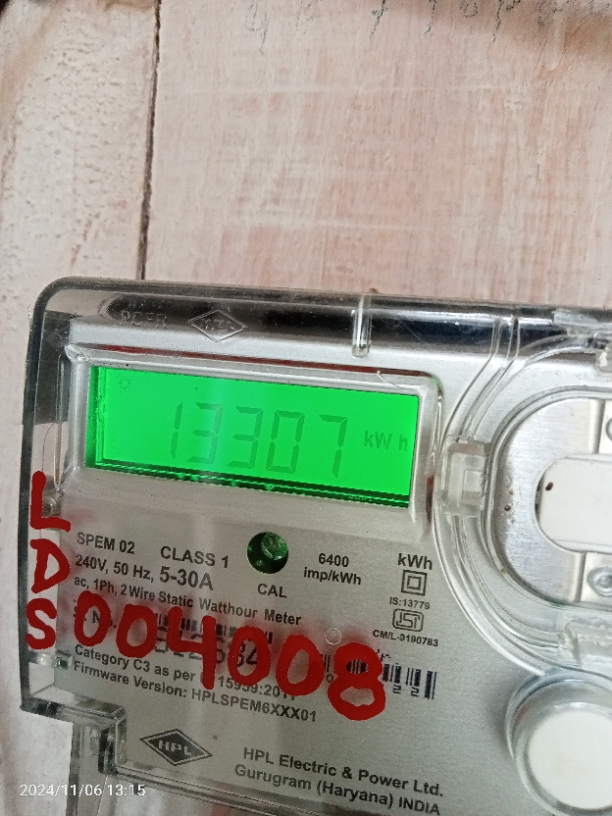 13307 kW h
LDS 004008
SPEM 02 CLASS 1
240V, 50 Hz, 5-30A
ac, 1Ph, 2 Wire Static Watthour Meter
CAL
6400
imp/kWh
kWh
IS:13779
ISI
CM/L-0190783
Category C3 as per
Firmware Version: HPLSPEM6XXX01
HPL
HPL Electric & Power Ltd.
Gurugram (Haryana) INDIA
2024/11/06 13:15